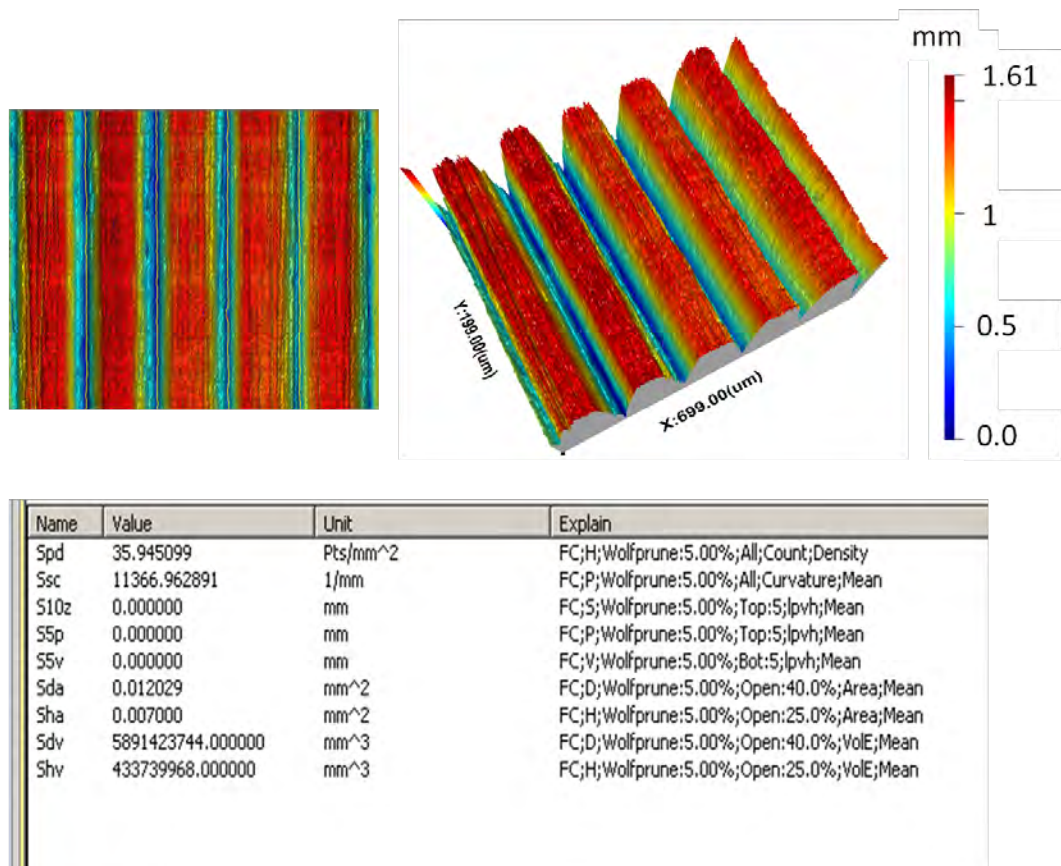 mm
1.61
1
0.5
0.0
Y:199.00(um)
X:699.00(um)
Name Value Unit Explain
Spd 35.945099 Pts/mm^2 FC;H;Wolfprune:5.00%;All;Count;Density
Ssc 11366.962891 1/mm FC;P;Wolfprune:5.00%;All;Curvature;Mean
S10z 0.000000 mm FC;S;Wolfprune:5.00%;Top:5;lpvh;Mean
S5p 0.000000 mm FC;P;Wolfprune:5.00%;Top:5;lpvh;Mean
S5v 0.000000 mm FC;V;Wolfprune:5.00%;Bot:5;lpvh;Mean
Sda 0.012029 mm^2 FC;D;Wolfprune:5.00%;Open:40.0%;Area;Mean
Sha 0.007000 mm^2 FC;H;Wolfprune:5.00%;Open:25.0%;Area;Mean
Sdv 5891423744.000000 mm^3 FC;D;Wolfprune:5.00%;Open:40.0%;VolE;Mean
Shv 433739968.000000 mm^3 FC;H;Wolfprune:5.00%;Open:25.0%;VolE;Mean